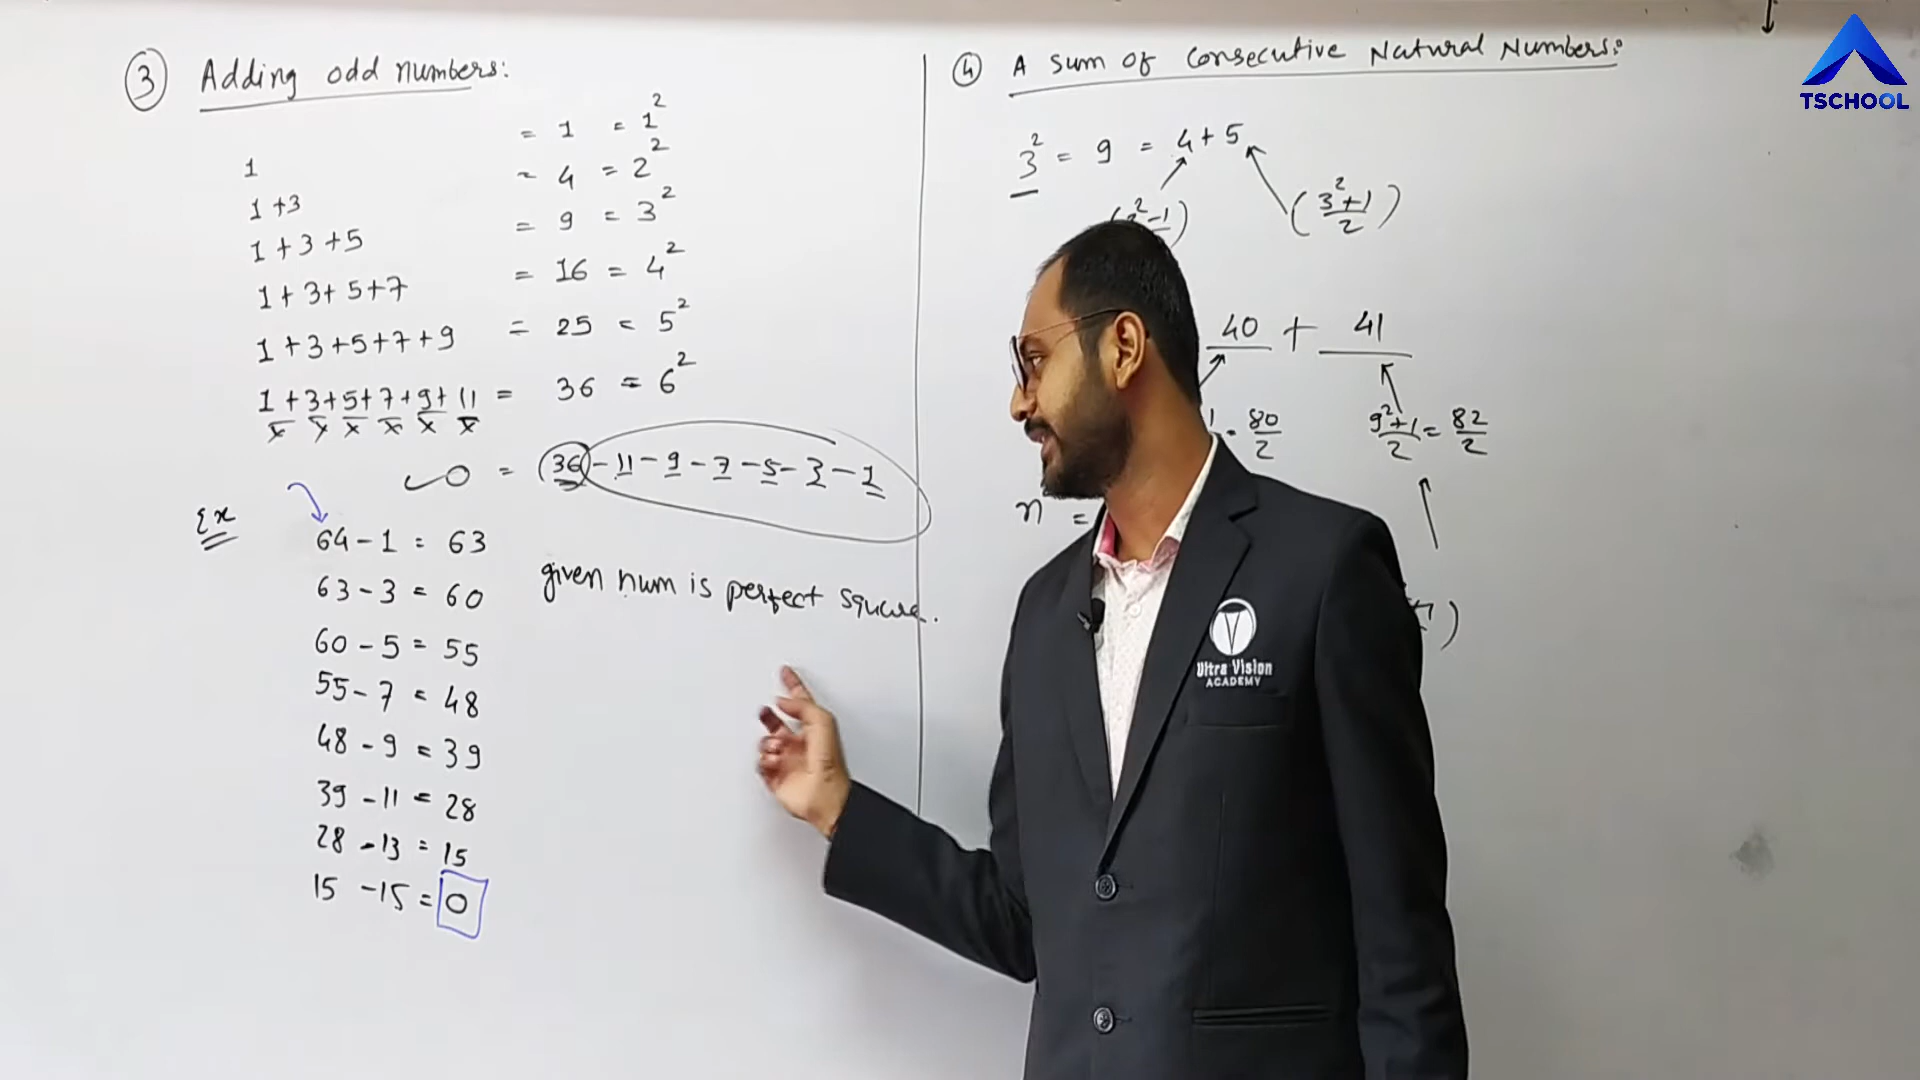 ③ Adding odd numbers:
1 = 1 = 1²
1+3 = 4 = 2²
1+3+5 = 9 = 3²
1+3+5+7 = 16 = 4²
1+3+5+7+9 = 25 = 5²
1+3+5+7+9+11 = 36 = 6²
0 = 36-11-9-7-5-3-1
Ex
64-1 = 63
63-3 = 60
60-5 = 55
55-7 = 48
48-9 = 39
39-11 = 28
28-13 = 15
15-15 = 0
given num is perfect square.
④ A sum of Consecutive Natural Numbers:
3² = 9 = 4+5
²-1)
(3²+1/2)
40 + 41
1 = 80/2
9²+1/2 = 82/2
n =
)
TSCHOOL
Ultra Vision
ACADEMY